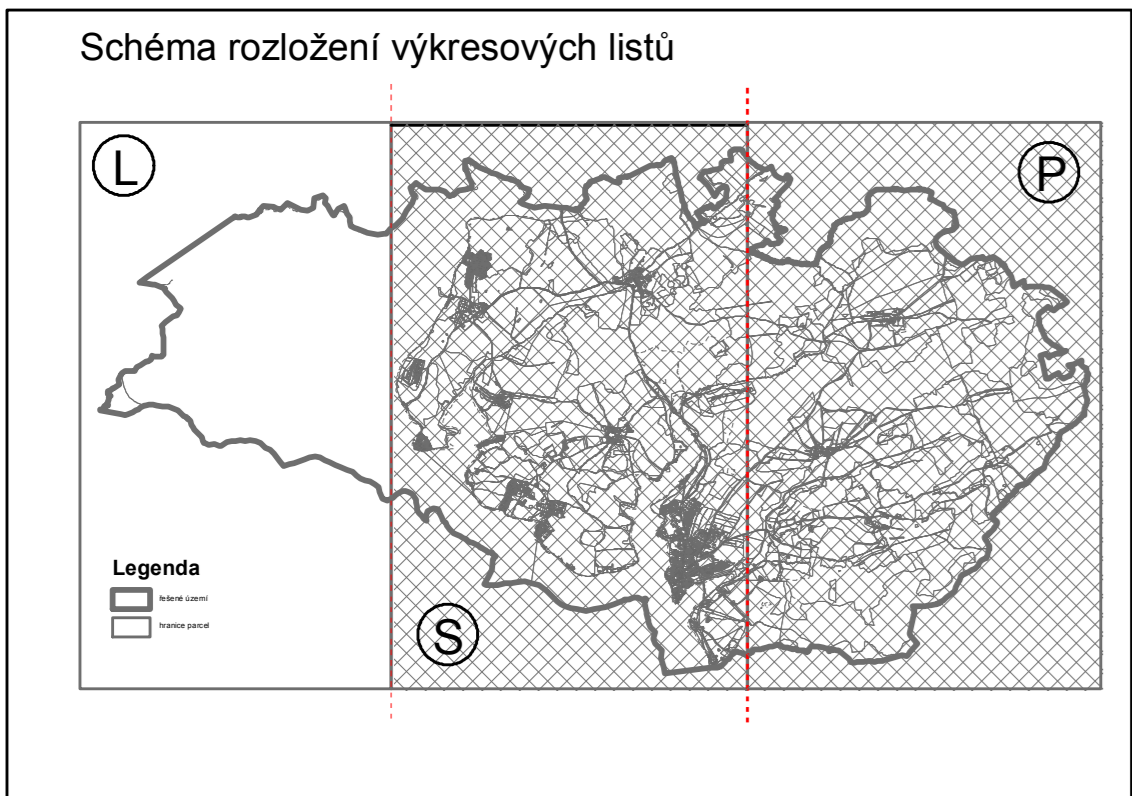 Schéma rozložení výkresových listů
L
P
Legenda
řešené území
hranice parcel
S